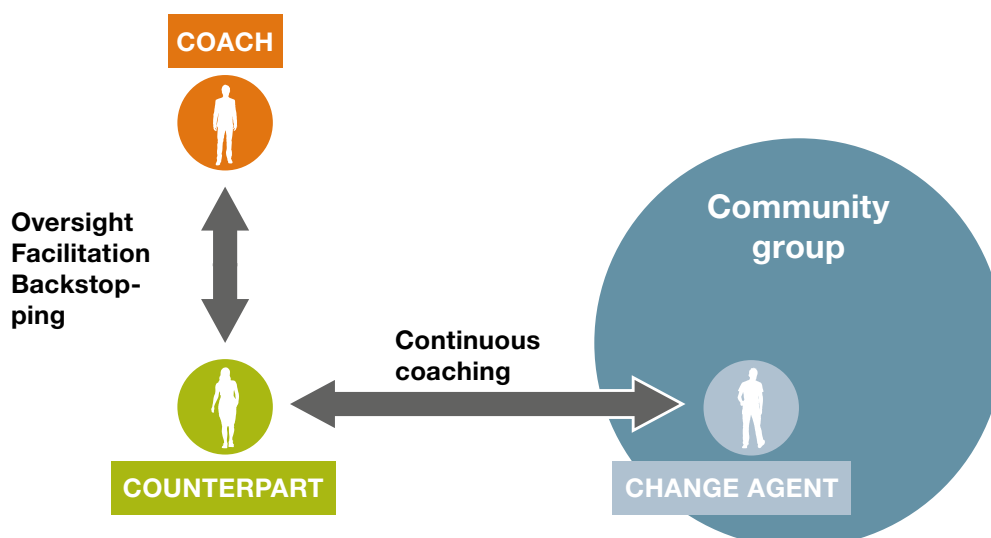 COACH
Oversight
Facilitation
Backstop-
ping
Community
group
Continuous
coaching
COUNTERPART
CHANGE AGENT